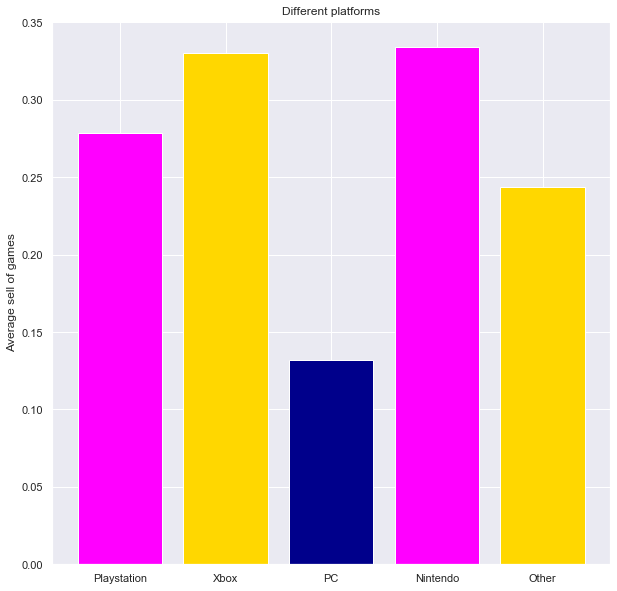 Different platforms
Average sell of games
0.35
0.30
0.25
0.20
0.15
0.10
0.05
0.00
Playstation
Xbox
PC
Nintendo
Other